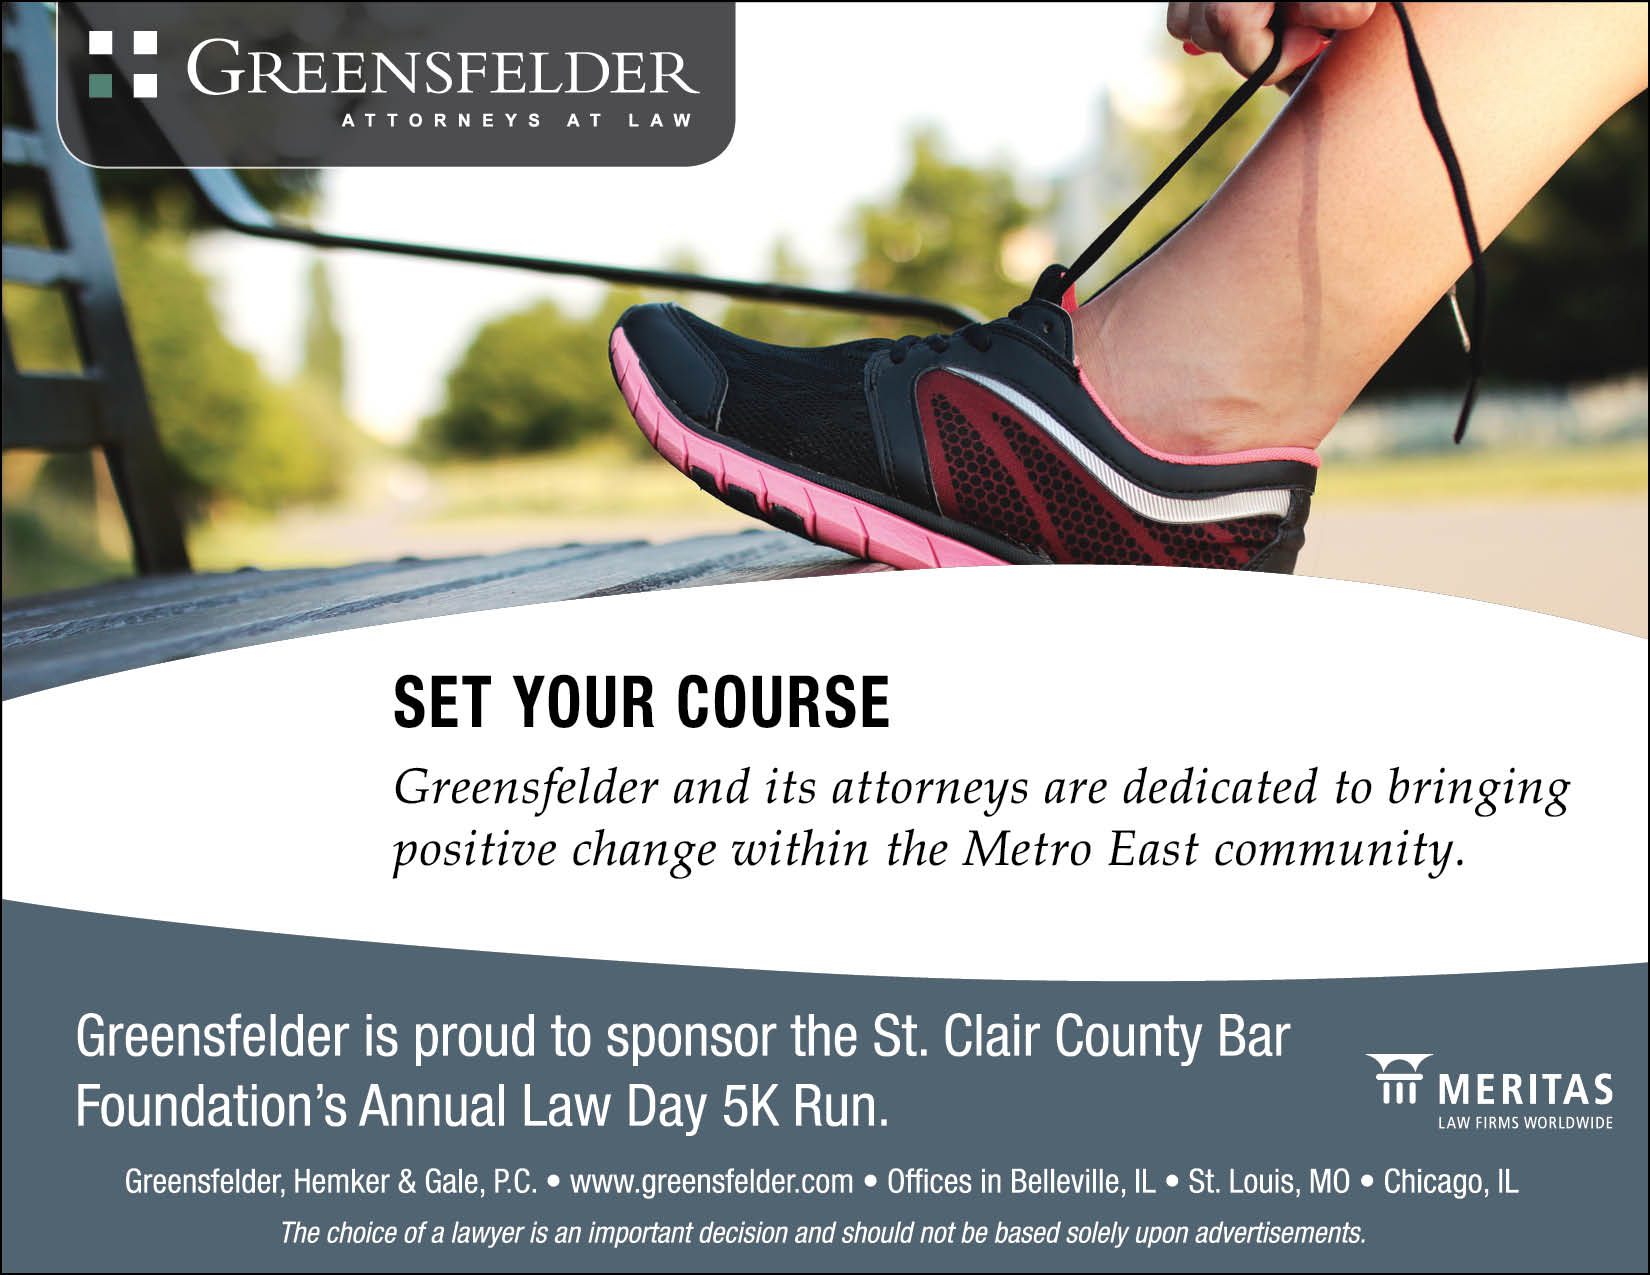 GREENSFELDER
ATTORNEYS AT LAW
SET YOUR COURSE
Greensfelder and its attorneys are dedicated to bringing
positive change within the Metro East community.
Greensfelder is proud to sponsor the St. Clair County Bar
Foundation’s Annual Law Day 5K Run.
MERITAS
LAW FIRMS WORLDWIDE
Greensfelder, Hemker & Gale, P.C. • www.greensfelder.com • Offices in Belleville, IL • St. Louis, MO • Chicago, IL
The choice of a lawyer is an important decision and should not be based solely upon advertisements.